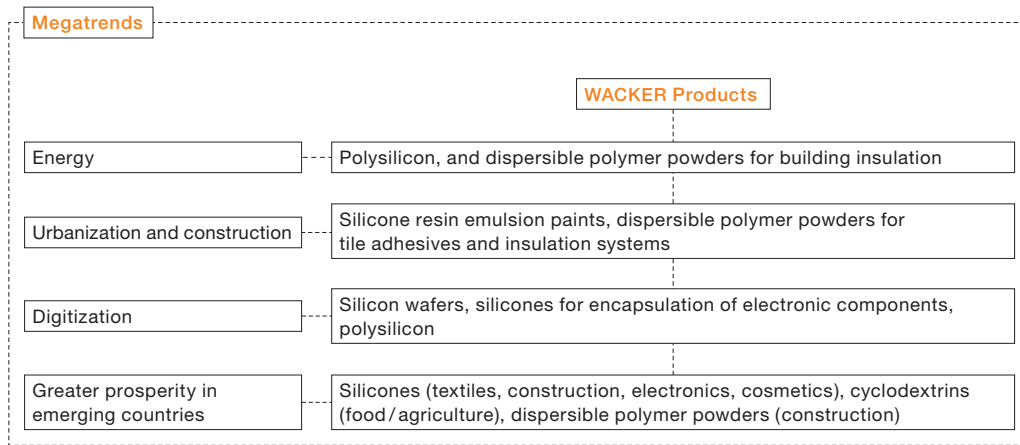 Megatrends
WACKER Products
Energy
Polysilicon, and dispersible polymer powders for building insulation
Urbanization and construction
Silicone resin emulsion paints, dispersible polymer powders for
tile adhesives and insulation systems
Digitization
Silicon wafers, silicones for encapsulation of electronic components,
polysilicon
Greater prosperity in
emerging countries
Silicones (textiles, construction, electronics, cosmetics), cyclodextrins
(food / agriculture), dispersible polymer powders (construction)